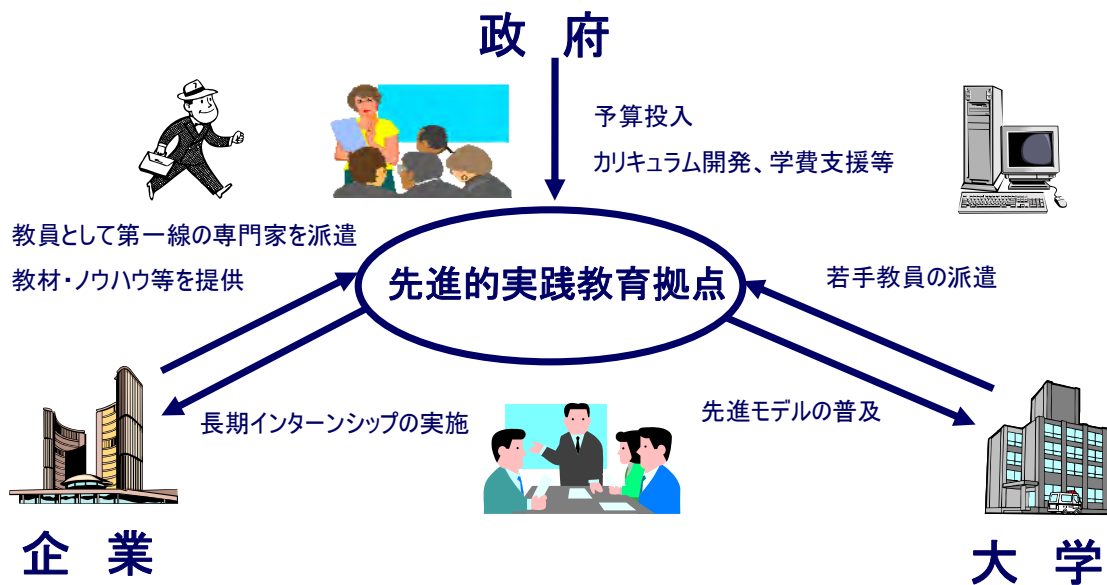 政 府
予算投入
カリキュラム開発、学費支援等
教員として第一線の専門家を派遣
教材・ノウハウ等を提供
先進的実践教育拠点
若手教員の派遣
長期インターンシップの実施
先進モデルの普及
企 業
大 学